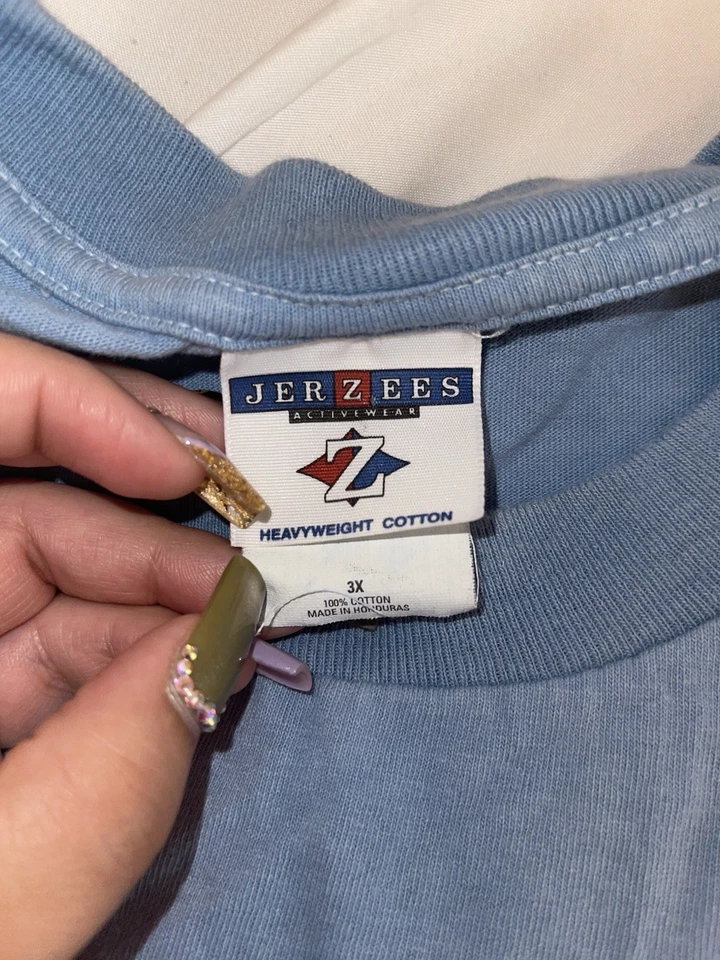 JERZEES
ACTIVEWEAR
Z
HEAVYWEIGHT COTTON
3X
100% COTTON
MADE IN HONDURAS